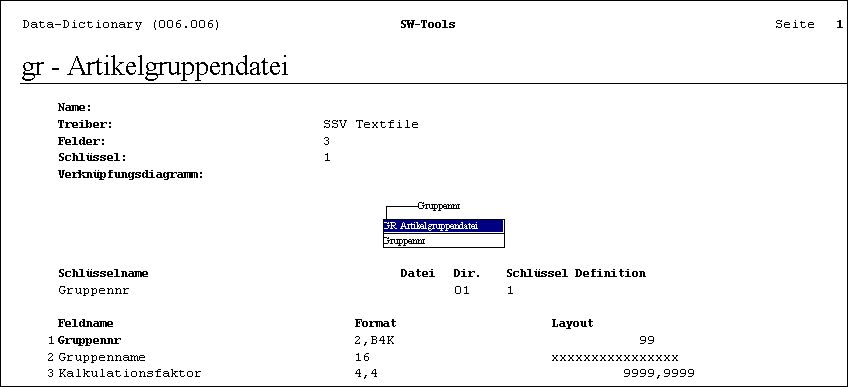 Data-Dictionary (006.006) SW-Tools Seite 1
gr - Artikelgruppendatei
Name:
Treiber: SSV Textfile
Felder: 3
Schlüssel: 1
Verknüpfungsdiagramm:
Gruppennr
GR Artikelgruppendatei
Gruppennr
Schlüsselname Datei Dir. Schlüssel Definition
Gruppennr 01 1
Feldname Format Layout
1 Gruppennr 2,B4K 99
2 Gruppenname 16 xxxxxxxxxxxxxxxx
3 Kalkulationsfaktor 4,4 9999,9999